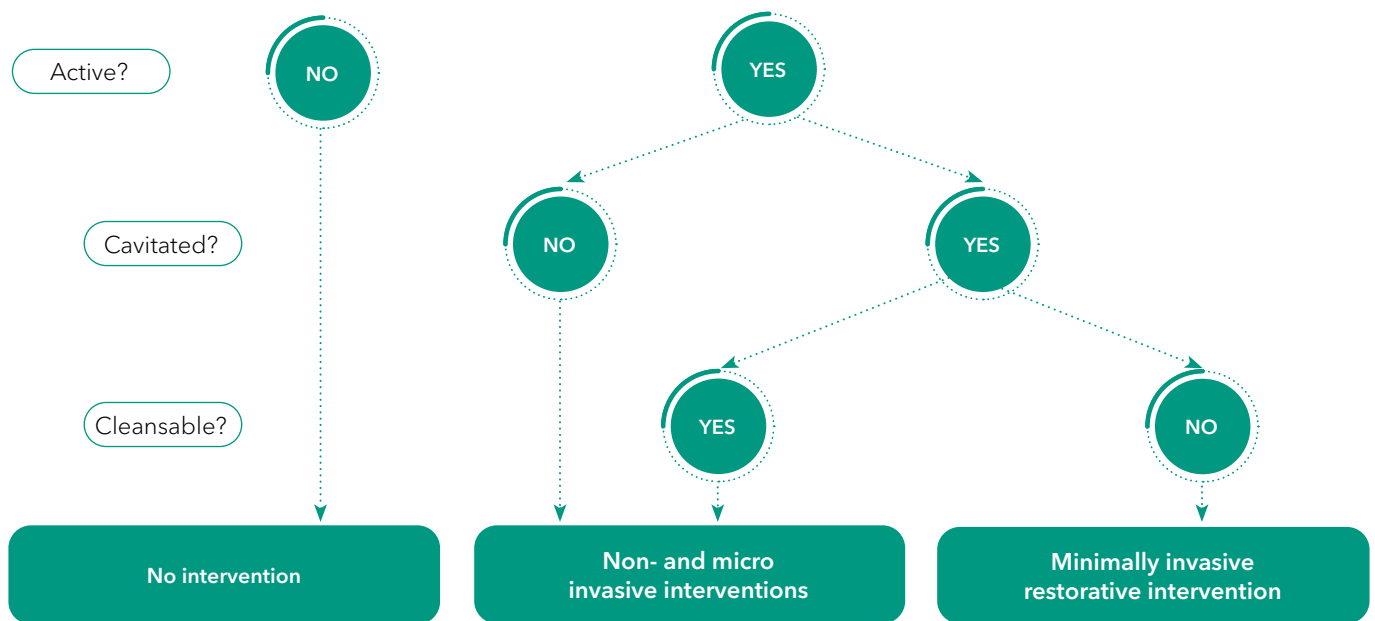 Active?
NO
YES
Cavitated?
NO
YES
Cleansable?
YES
NO
No intervention
Non- and micro
invasive interventions
Minimally invasive
restorative intervention